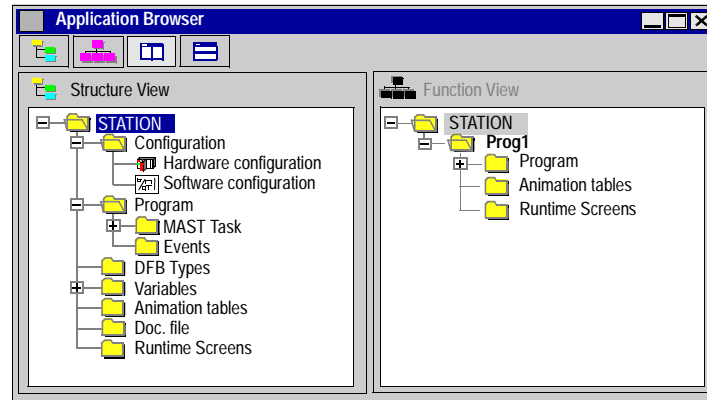 Application Browser
Structure View
STATION
Configuration
Hardware configuration
Software configuration
Program
MAST Task
Events
DFB Types
Variables
Animation tables
Doc. file
Runtime Screens
Function View
STATION
Prog1
Program
Animation tables
Runtime Screens